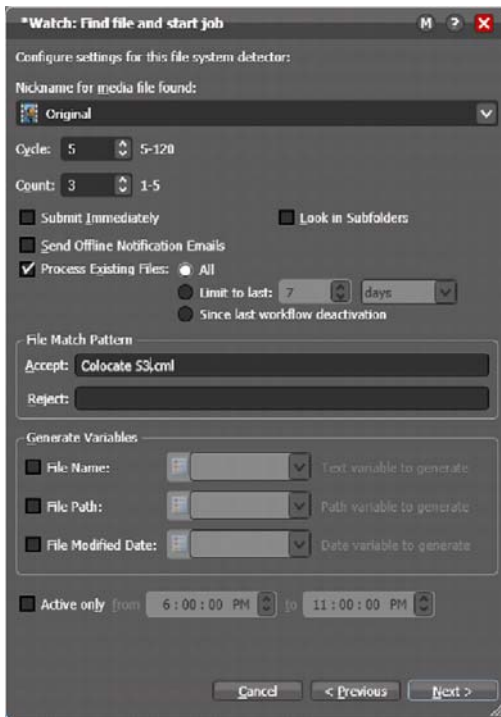 *Watch: Find file and start job M ? X
Configure settings for this file system detector:
Nickname for media file found:
Original
Cycle: 5 5-120
Count: 3 1-5
Submit Immediately Look in Subfolders
Send Offline Notification Emails
Process Existing Files: All
Limit to last: 7 days
Since last workflow deactivation
File Match Pattern
Accept: Colocate S3.cml
Reject:
Generate Variables
File Name: Text variable to generate
File Path: Path variable to generate
File Modified Date: Date variable to generate
Active only from 6:00:00 PM to 11:00:00 PM
Cancel < Previous Next >